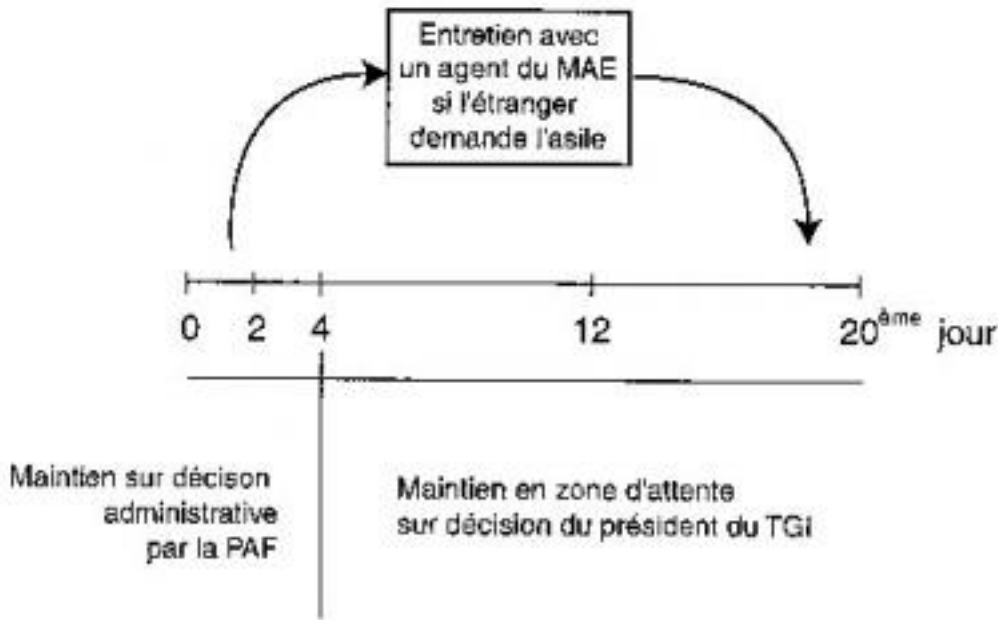 Entretien avec
un agent du MAE
si l'étranger
demande l'asile
0 2 4 12 20ème jour
Maintien sur décison
administrative
par la PAF
Maintien en zone d'attente
sur décision du président du TGI